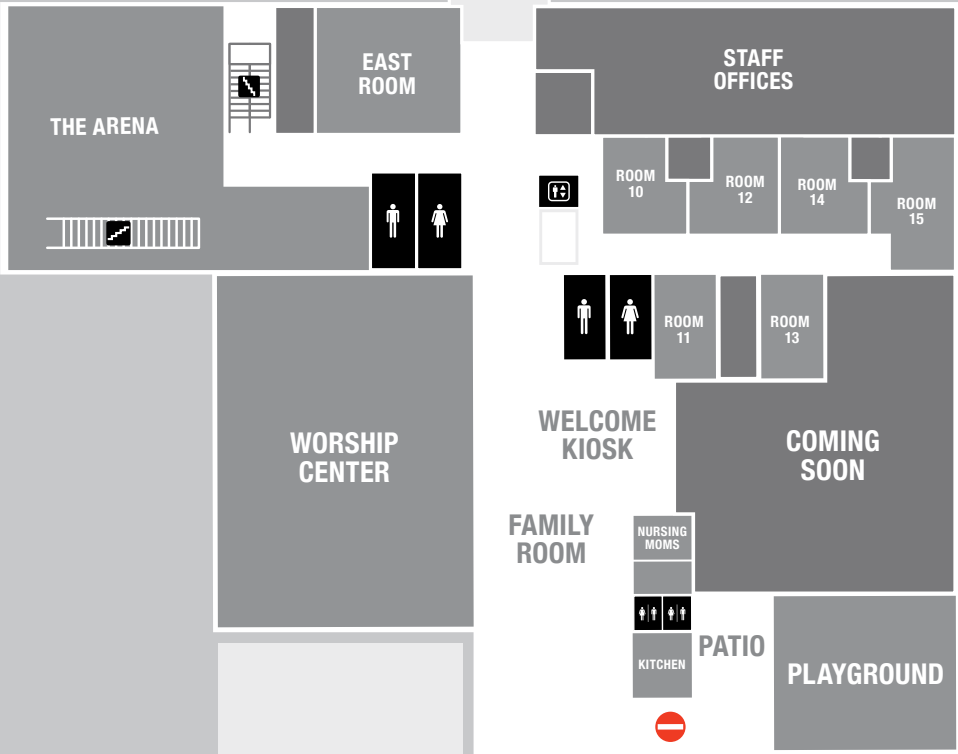 EAST
ROOM
STAFF
OFFICES
THE ARENA
ROOM
10
ROOM
12
ROOM
14
ROOM
15
ROOM
11
ROOM
13
WELCOME
KIOSK
WORSHIP
CENTER
COMING
SOON
FAMILY
ROOM
NURSING
MOMS
PATIO
KITCHEN
PLAYGROUND